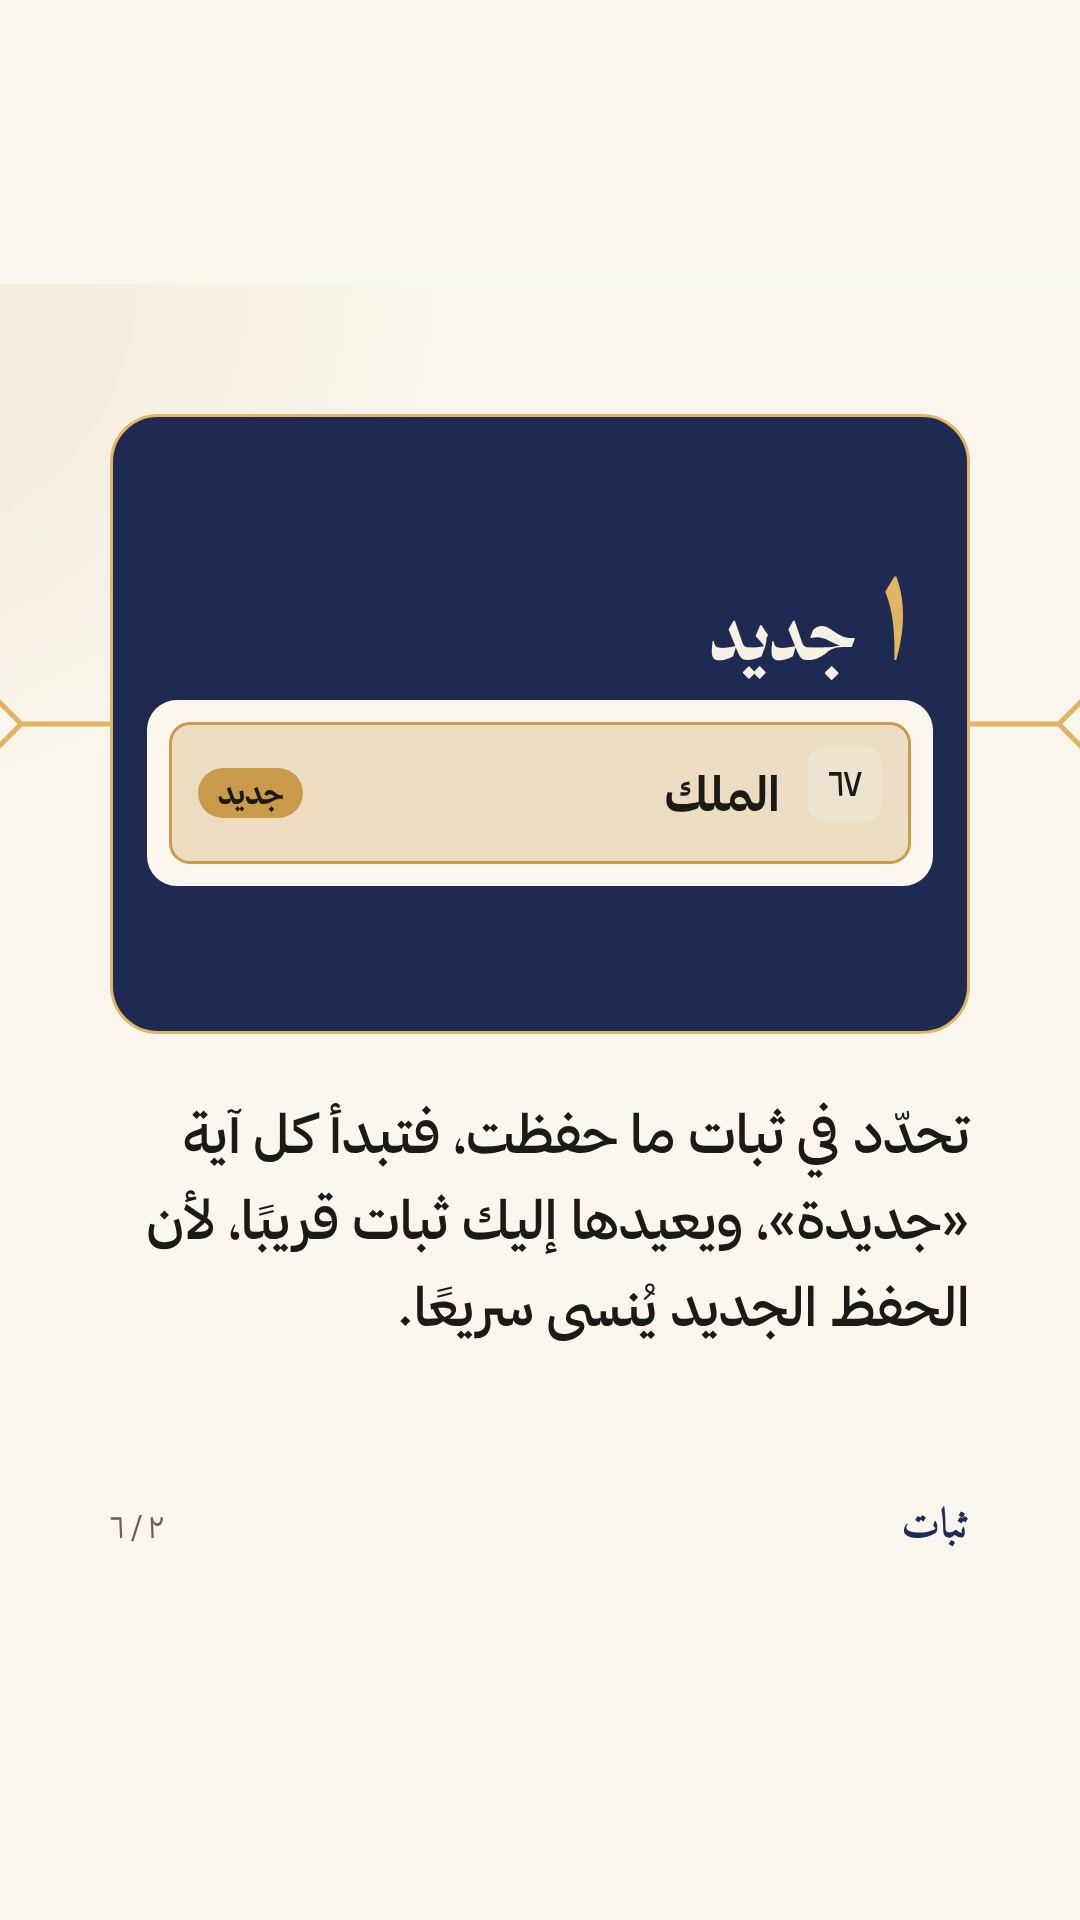 ١ جديد
٦٧ الملك جديد
تحدّد في ثبات ما حفظت، فتبدأ كل آية
«جديدة»، ويعيدها إليك ثبات قريبًا، لأن
الحفظ الجديد يُنسى سريعًا.
ثبات
٢ / ٦